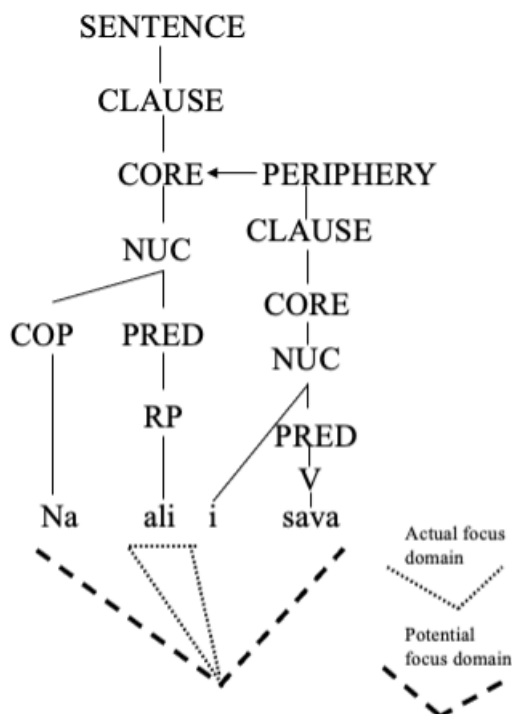 SENTENCE
CLAUSE
CORE PERIPHERY
CLAUSE
NUC
CORE
COP PRED
NUC
RP
PRED
V
Na ali i sava
Actual focus
domain
Potential
focus domain